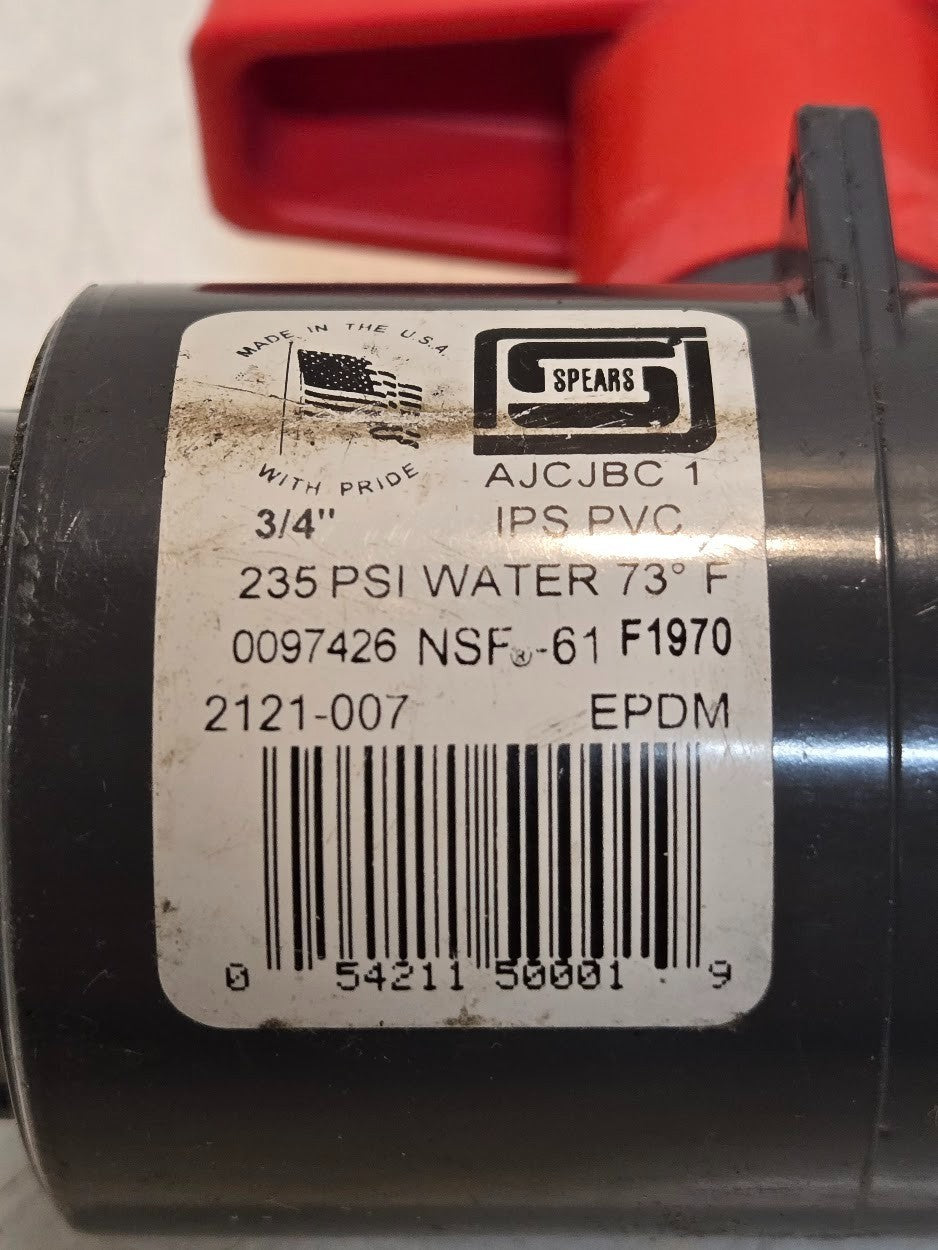 MADE IN THE U.S.A.
WITH PRIDE
SPEARS
AJCJBC 1
3/4" IPS PVC
235 PSI WATER 73° F
0097426 NSF®-61 F1970
2121-007 EPDM
0 54211 50001 9